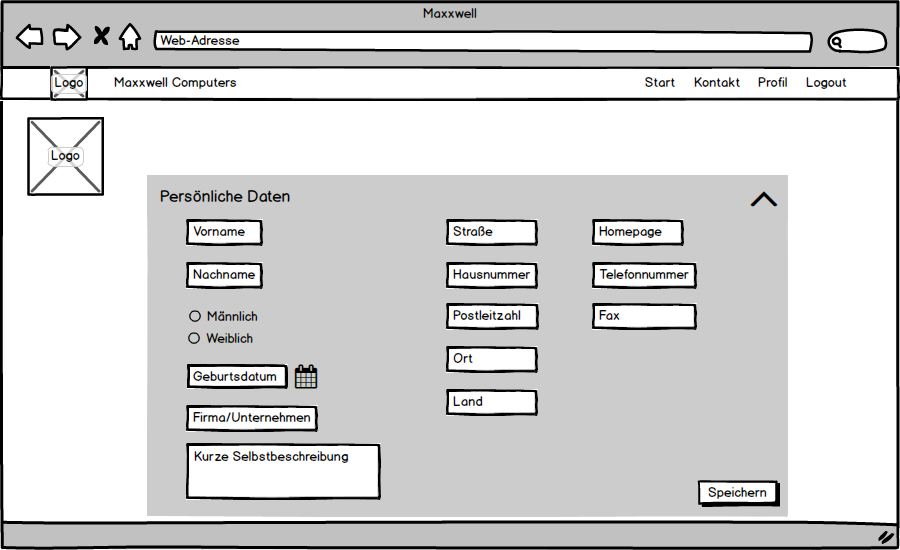 Maxxwell
Web-Adresse
Logo
Maxxwell Computers
Start
Kontakt
Profil
Logout
Logo
Persönliche Daten
Vorname
Nachname
Männlich
Weiblich
Geburtsdatum
Firma/Unternehmen
Kurze Selbstbeschreibung
Straße
Hausnummer
Postleitzahl
Ort
Land
Homepage
Telefonnummer
Fax
Speichern